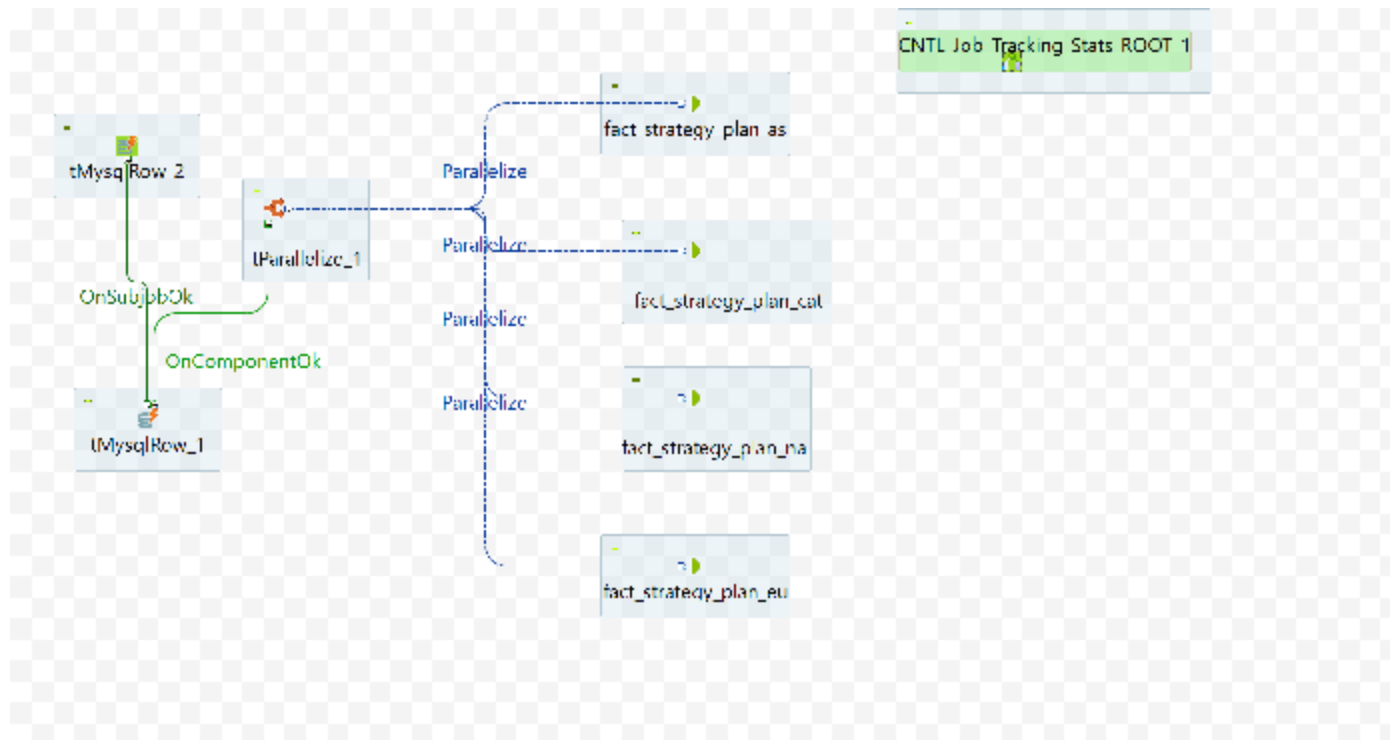 CNTL Job Tracking Stats ROOT 1
fact strategy plan as
tMysqlRow 2
Parallelize
tParallelize_1
Parallelize
OnSubjobOk
fact_strategy_plan_cat
Parallelize
OnComponentOk
Parallelize
tMysqlRow_1
fact_strategy_plan_na
fact_strategy_plan_eu